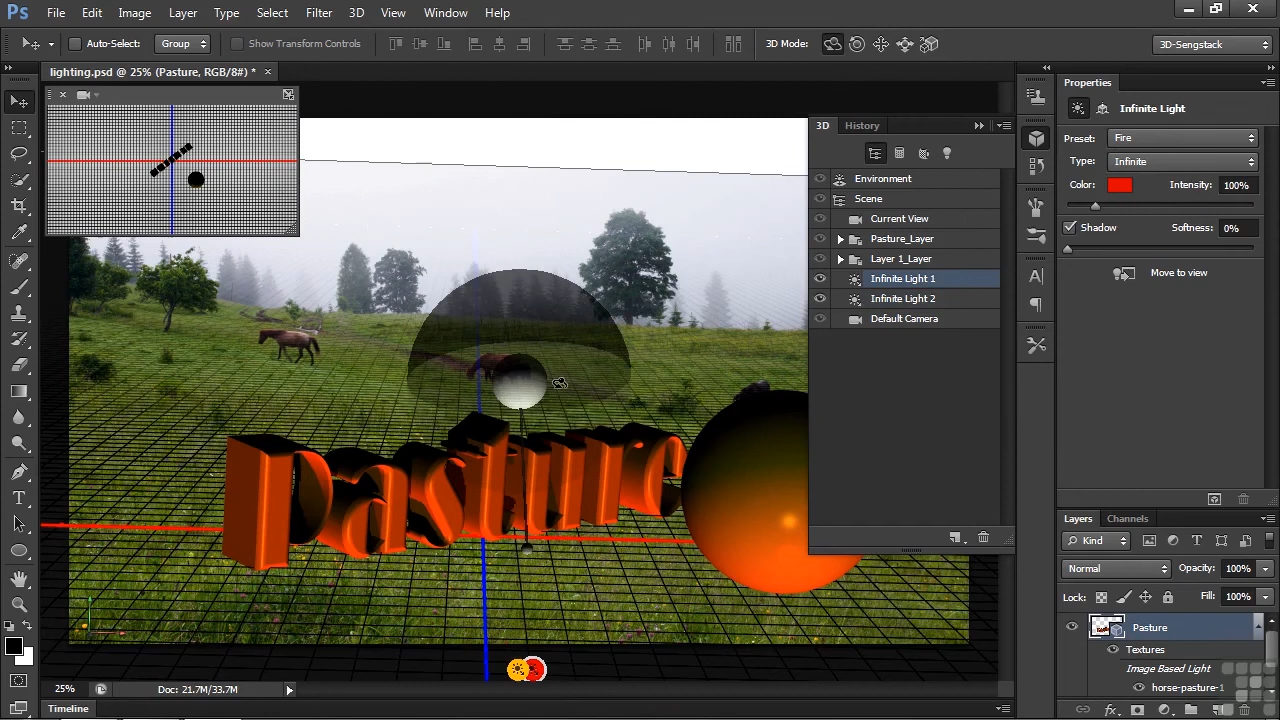 Ps File Edit Image Layer Type Select Filter 3D View Window Help
Auto-Select: Group Show Transform Controls 3D Mode: 3D-Sengstack
lighting.psd @ 25% (Pasture, RGB/8#) * ×
3D History
Environment
Scene
Current View
Pasture_Layer
Layer 1_Layer
Infinite Light 1
Infinite Light 2
Default Camera
Properties
Infinite Light
Preset: Fire
Type: Infinite
Color: Intensity: 100%
Shadow Softness: 0%
Move to view
Pasture
Layers Channels
Kind
Normal Opacity: 100%
Lock: Fill: 100%
Pasture
Textures
Image Based Light
horse-pasture-1
25% Doc: 21.7M/33.7M
Timeline